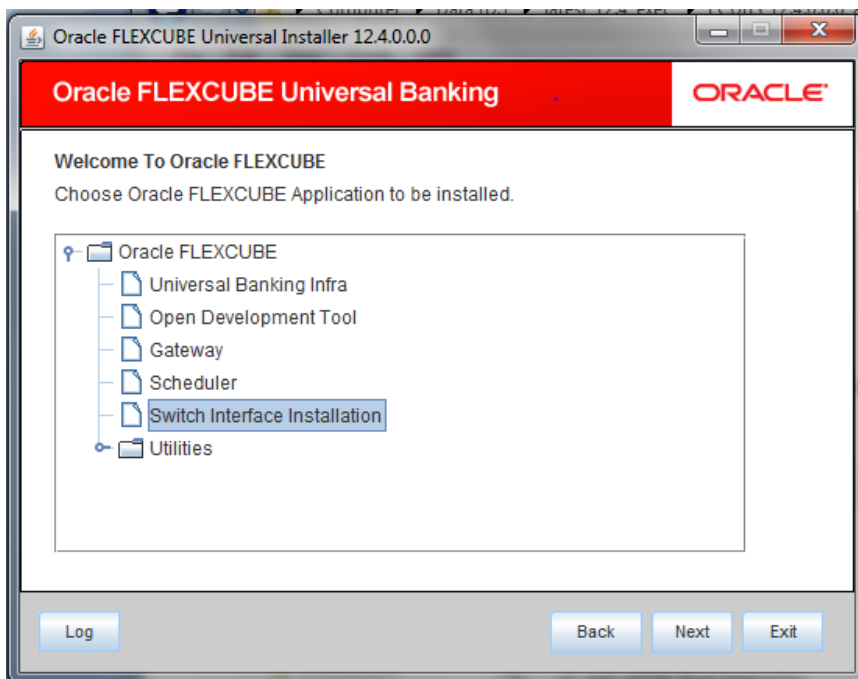 Oracle FLEXCUBE Universal Installer 12.4.0.0.0
Oracle FLEXCUBE Universal Banking
ORACLE
Welcome To Oracle FLEXCUBE
Choose Oracle FLEXCUBE Application to be installed.
Oracle FLEXCUBE
Universal Banking Infra
Open Development Tool
Gateway
Scheduler
Switch Interface Installation
Utilities
Log Back Next Exit